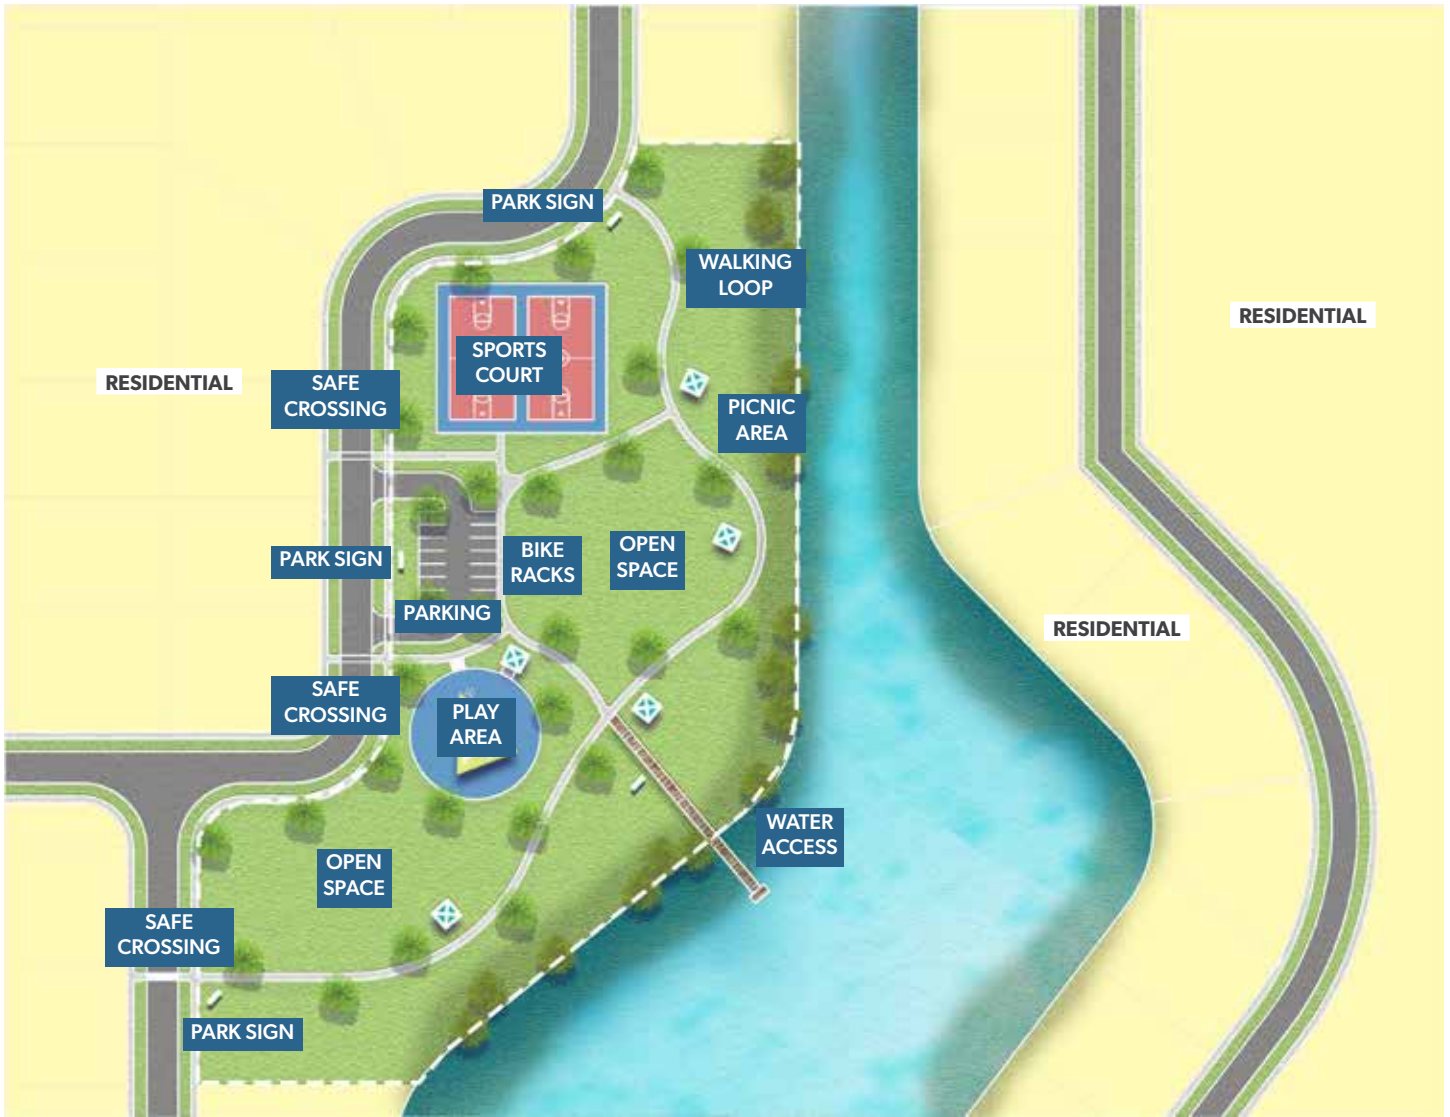 PARK SIGN
WALKING
LOOP
RESIDENTIAL
SPORTS
COURT
RESIDENTIAL
SAFE
CROSSING
PICNIC
AREA
PARK SIGN
BIKE
RACKS
OPEN
SPACE
PARKING
RESIDENTIAL
SAFE
CROSSING
PLAY
AREA
WATER
ACCESS
OPEN
SPACE
SAFE
CROSSING
PARK SIGN